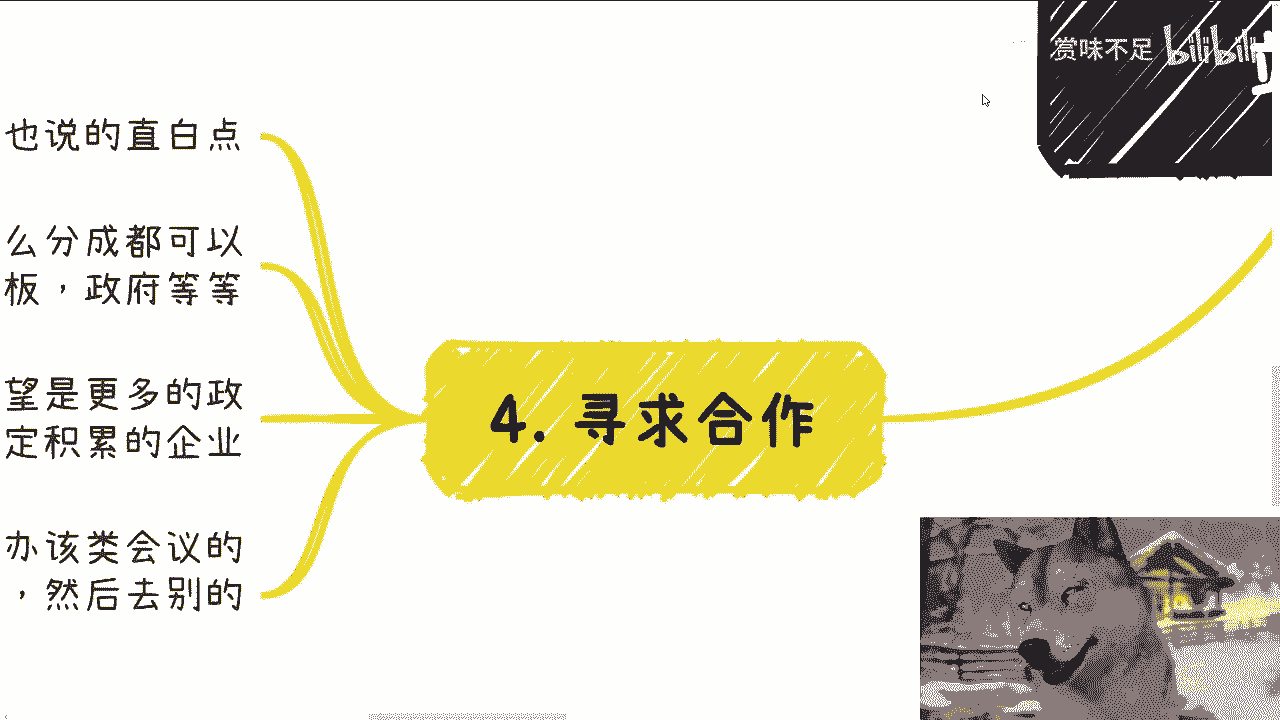 赏味不足 bilibili
也说的直白点
么分成都可以
板，政府等等
望是更多的政
定积累的企业
办该类会议的
，然后去别的
4. 寻求合作